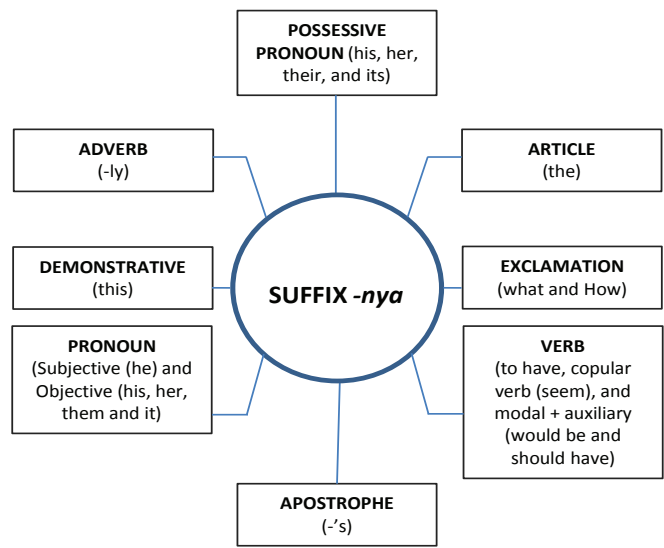 POSSESSIVE
PRONOUN (his, her,
their, and its)
ADVERB
(-ly)
ARTICLE
(the)
DEMONSTRATIVE
(this)
SUFFIX -nya
EXCLAMATION
(what and How)
PRONOUN
(Subjective (he) and
Objective (his, her,
them and it)
VERB
(to have, copular
verb (seem), and
modal + auxiliary
(would be and
should have)
APOSTROPHE
(-'s)